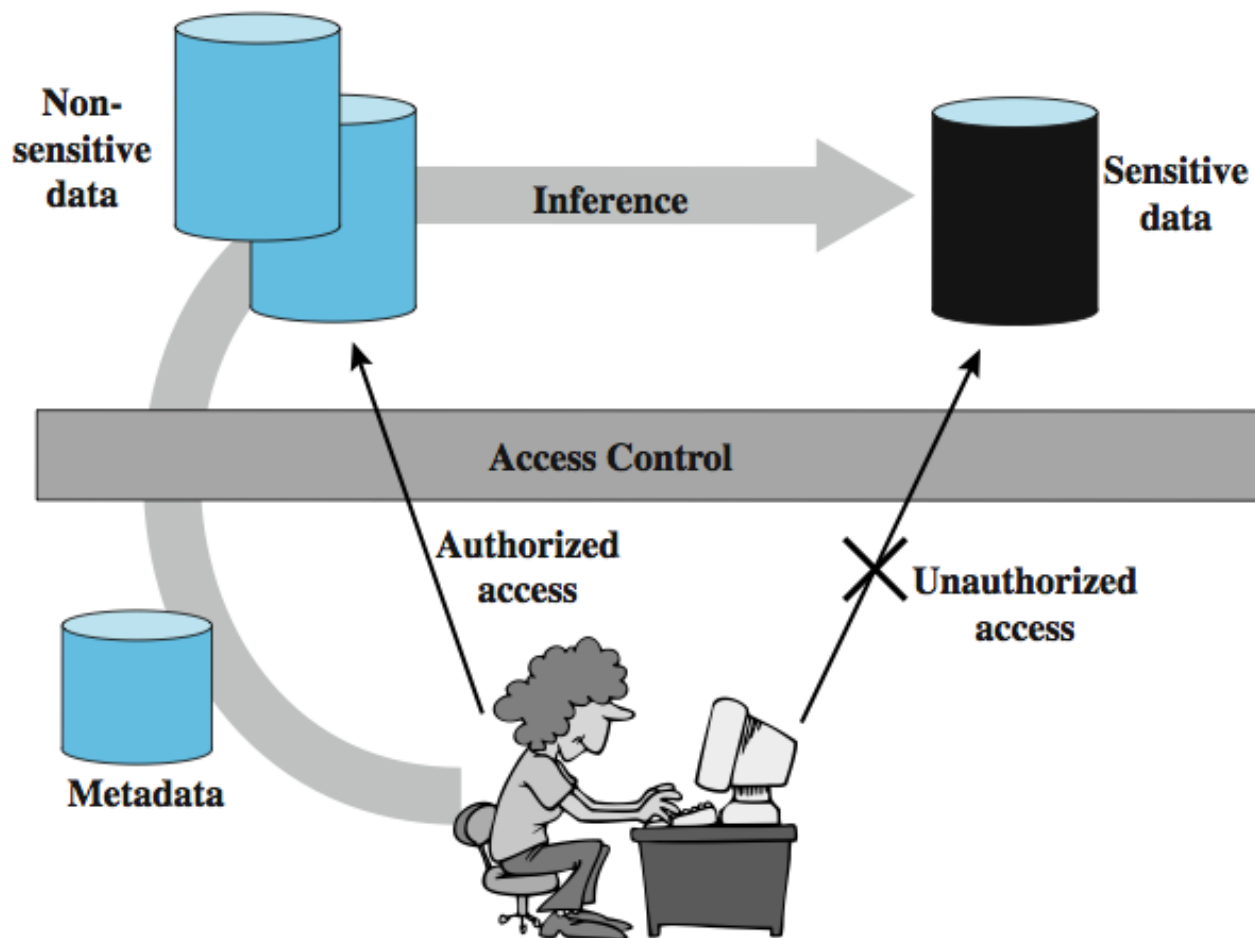 Non-
sensitive
data
Inference
Sensitive
data
Access Control
Authorized
access
Unauthorized
access
Metadata